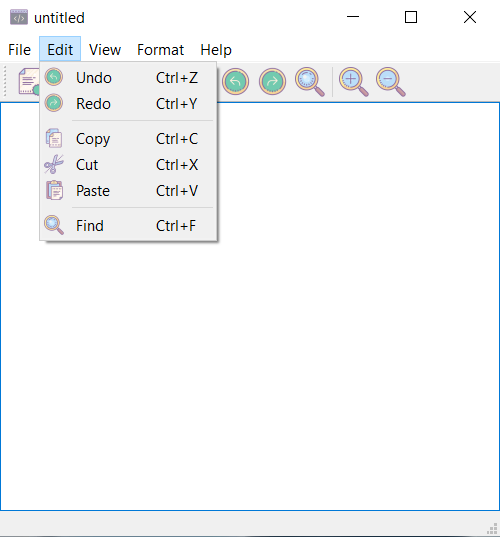 untitled
File Edit View Format Help
Undo Ctrl+Z
Redo Ctrl+Y
Copy Ctrl+C
Cut Ctrl+X
Paste Ctrl+V
Find Ctrl+F